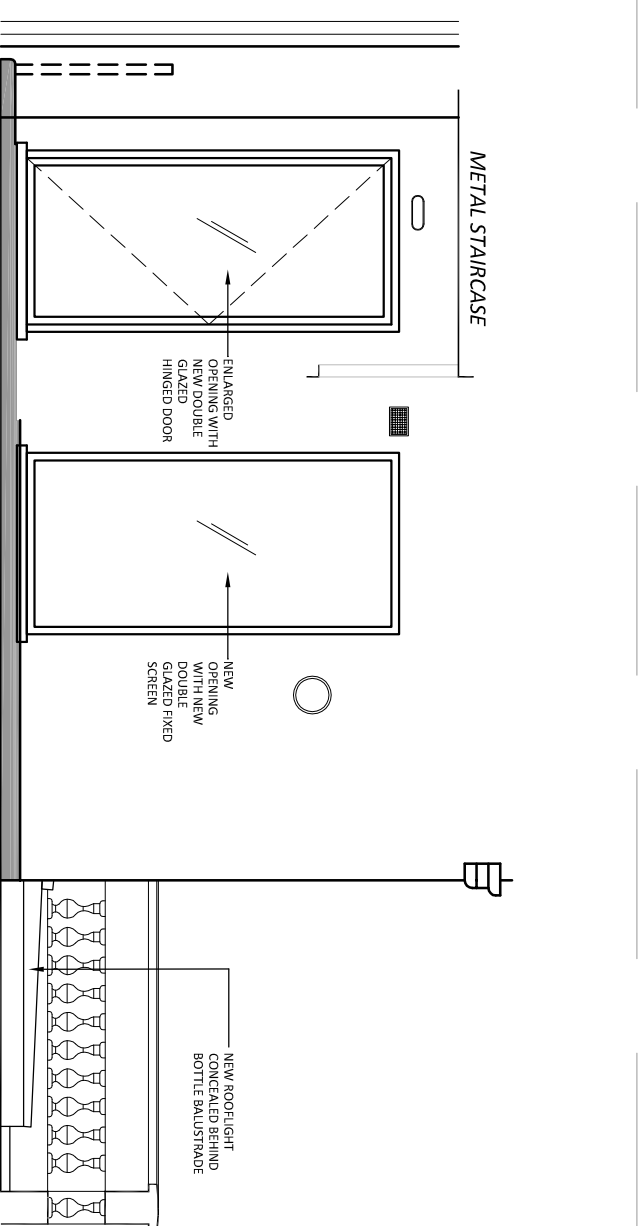 METAL STAIRCASE
ENLARGED
OPENING WITH
NEW DOUBLE
GLAZED
HINGED DOOR
NEW
OPENING
WITH NEW
DOUBLE
GLAZED FIXED
SCREEN
NEW ROOFLIGHT
CONCEALED BEHIND
BOTTLE BALUSTRADE